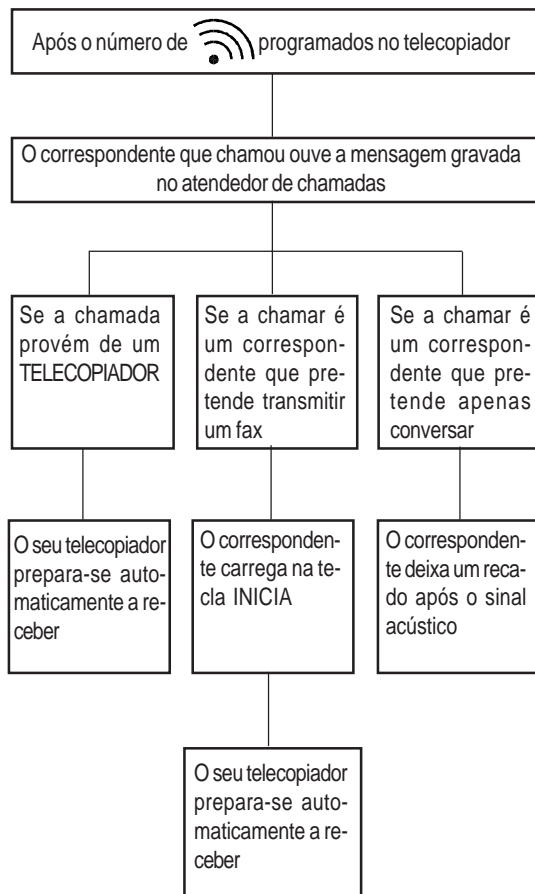 Após o número de programados no telecopiador
O correspondente que chamou ouve a mensagem gravada
no atendedor de chamadas
Se a chamada
provém de um
TELECOPIADOR
Se a chamar é
um correspon-
dente que pre-
tende transmitir
um fax
Se a chamar é
um correspon-
dente que pre-
tende apenas
conversar
O seu telecopiador
prepara-se auto-
maticamente a re-
ceber
O corresponden-
te carrega na te-
cla INICIA
O corresponden-
te deixa um reca-
do após o sinal
acústico
O seu telecopiador
prepara-se auto-
maticamente a re-
ceber